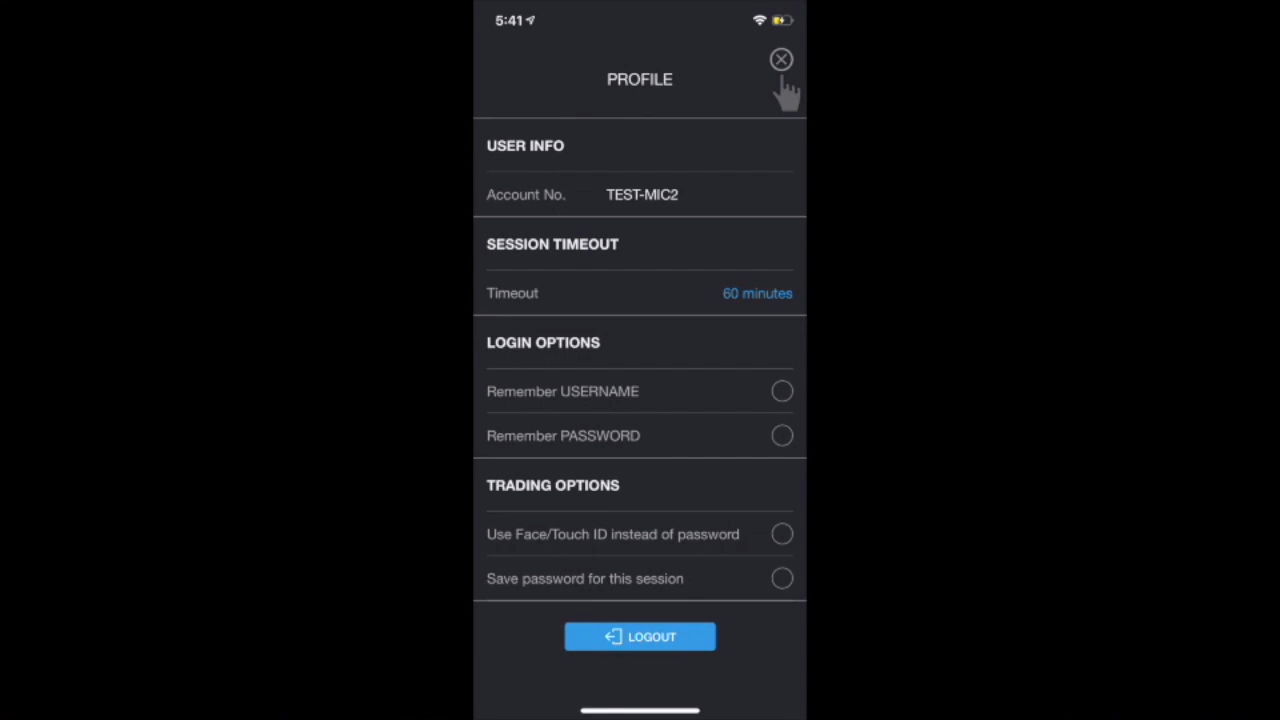 5:41
PROFILE
USER INFO
Account No. TEST-MIC2
SESSION TIMEOUT
Timeout 60 minutes
LOGIN OPTIONS
Remember USERNAME
Remember PASSWORD
TRADING OPTIONS
Use Face/Touch ID instead of password
Save password for this session
LOGOUT